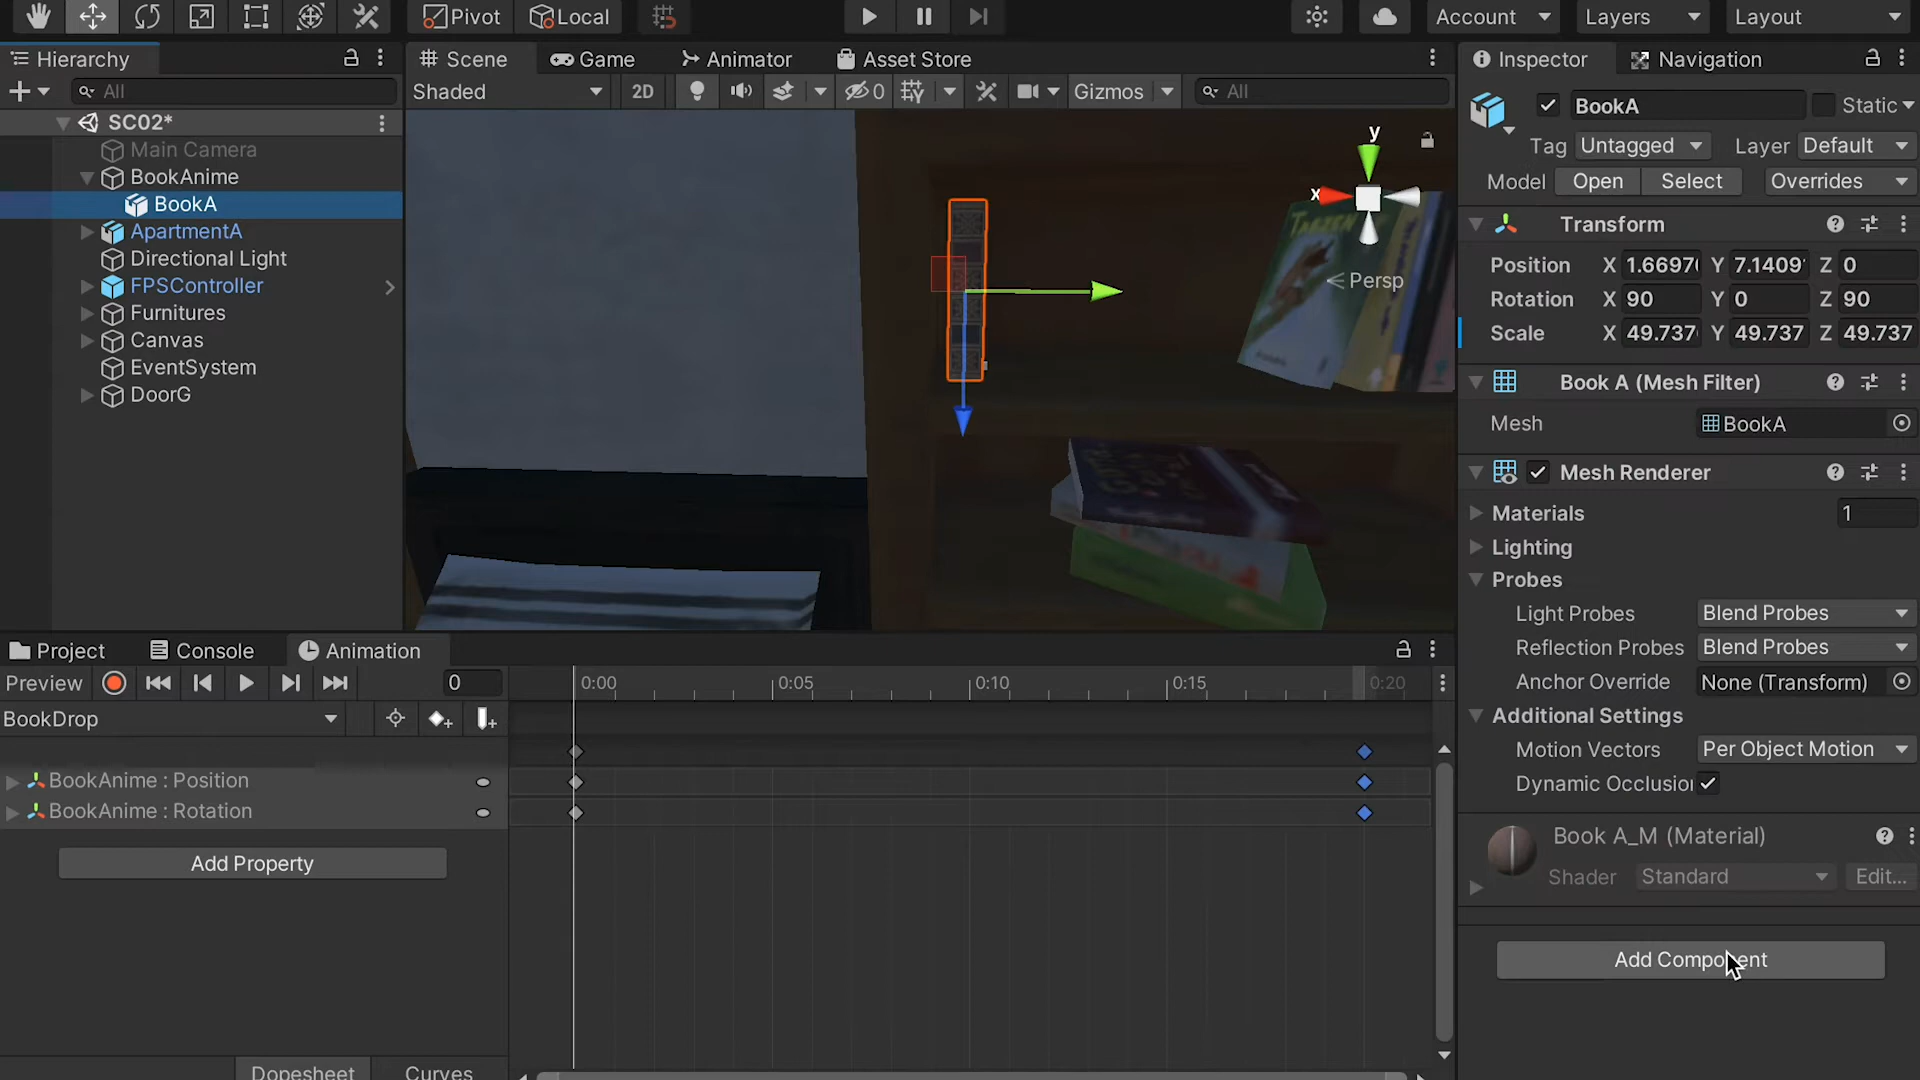 Pivot Local Account Layers Layout
Hierarchy Scene Game Animator Asset Store Inspector Navigation
All Shaded 2D 0 Gizmos All BookA Static
SC02*
Main Camera
BookAnime
BookA
ApartmentA
Directional Light
FPSController
Furnitures
Canvas
EventSystem
DoorG
y
x
Persp
TARZEN
Tag Untagged Layer Default
Model Open Select Overrides
Transform
Position X 1.6697( Y 7.1409 Z 0
Rotation X 90 Y 0 Z 90
Scale X 49.737 Y 49.737 Z 49.737
Book A (Mesh Filter)
Mesh BookA
Mesh Renderer
Materials 1
Lighting
Probes
Light Probes Blend Probes
Reflection Probes Blend Probes
Anchor Override None (Transform)
Additional Settings
Motion Vectors Per Object Motion
Dynamic Occlusio
Book A_M (Material)
Shader Standard Edit...
Add Component
Project Console Animation
Preview 0 0:00 0:05 0:10 0:15 0:20
BookDrop
BookAnime : Position
BookAnime : Rotation
Add Property
Dopesheet Curves